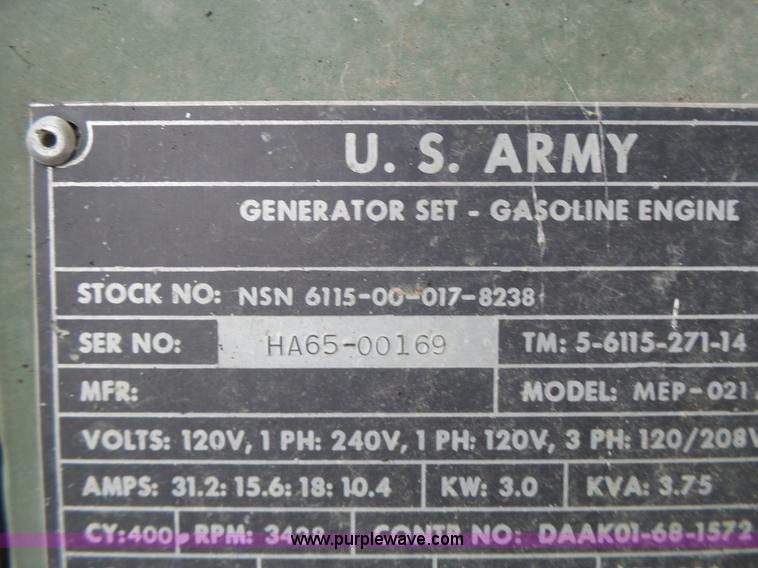 U. S. ARMY
GENERATOR SET - GASOLINE ENGINE
STOCK NO: NSN 6115-00-017-8238
SER NO: HA65-00169 TM: 5-6115-271-14
MFR: MODEL: MEP-021
VOLTS: 120V, 1 PH: 240V, 1 PH: 120V, 3 PH: 120/208V
AMPS: 31.2: 15.6: 18: 10.4 KW: 3.0 KVA: 3.75
CY: 400 RPM: CONTR NO: DAAK01-68-1572
www.purplewave.com